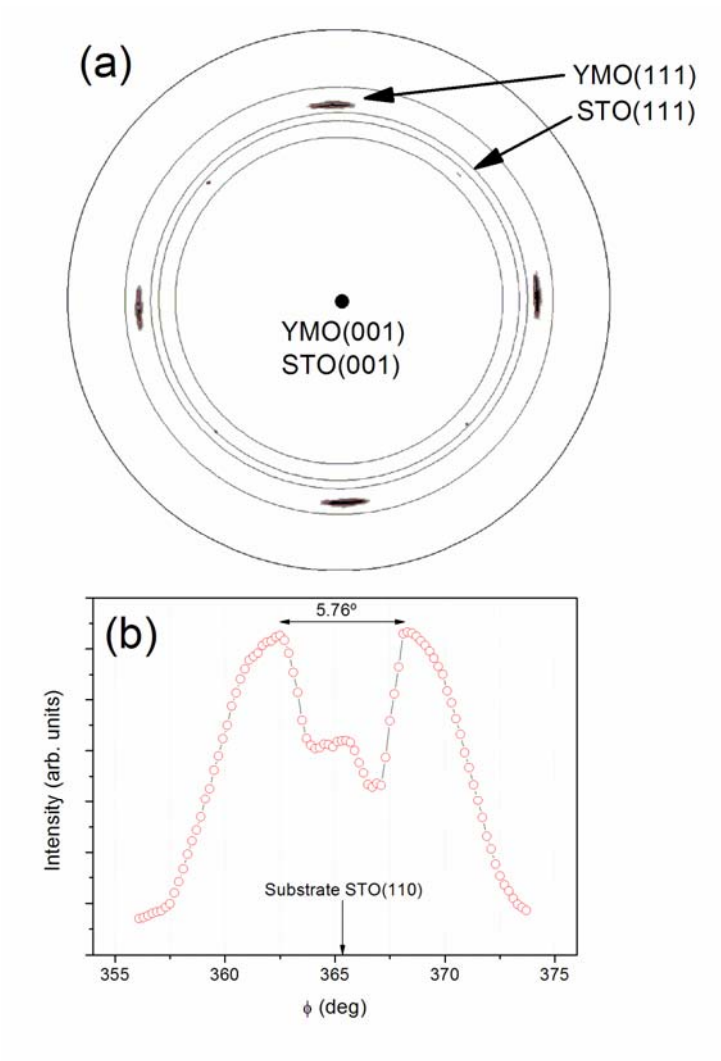 (a)
YMO(111)
STO(111)
YMO(001)
STO(001)
(b)
5.76º
Intensity (arb. units)
Substrate STO(110)
355 360 365 370 375
ϕ (deg)